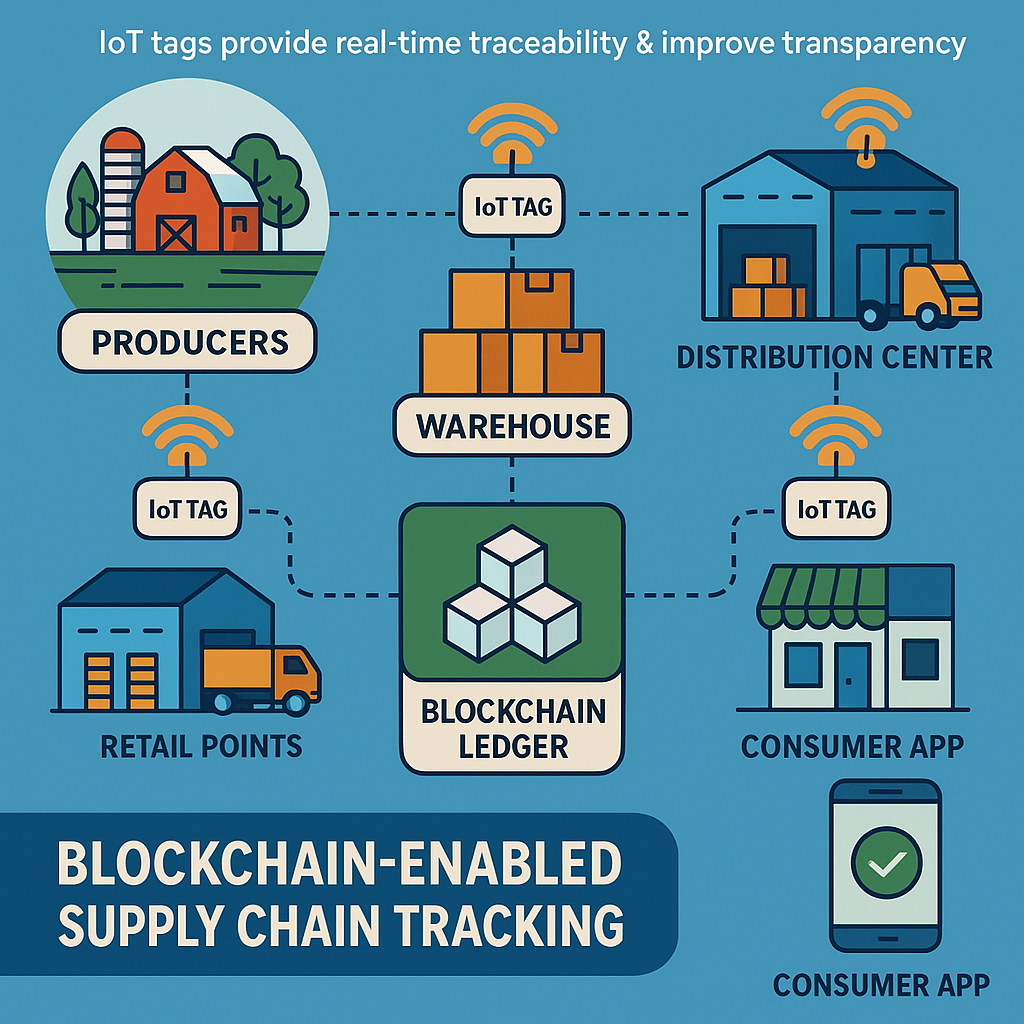 IoT tags provide real-time traceability & improve transparency
IoT TAG
PRODUCERS
DISTRIBUTION CENTER
WAREHOUSE
IoT TAG
IoT TAG
RETAIL POINTS
BLOCKCHAIN
LEDGER
CONSUMER APP
BLOCKCHAIN-ENABLED
SUPPLY CHAIN TRACKING
CONSUMER APP